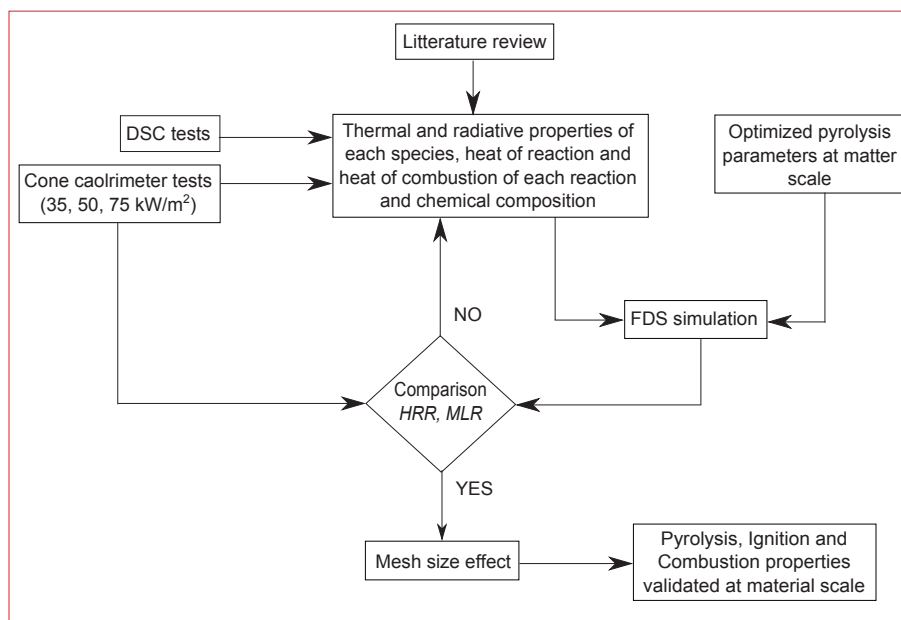 Litterature review
DSC tests
Cone caolrimeter tests
(35, 50, 75 kW/m²)
Thermal and radiative properties of
each species, heat of reaction and
heat of combustion of each reaction
and chemical composition
Optimized pyrolysis
parameters at matter
scale
NO
FDS simulation
Comparison
HRR, MLR
YES
Mesh size effect
Pyrolysis, Ignition and
Combustion properties
validated at material scale